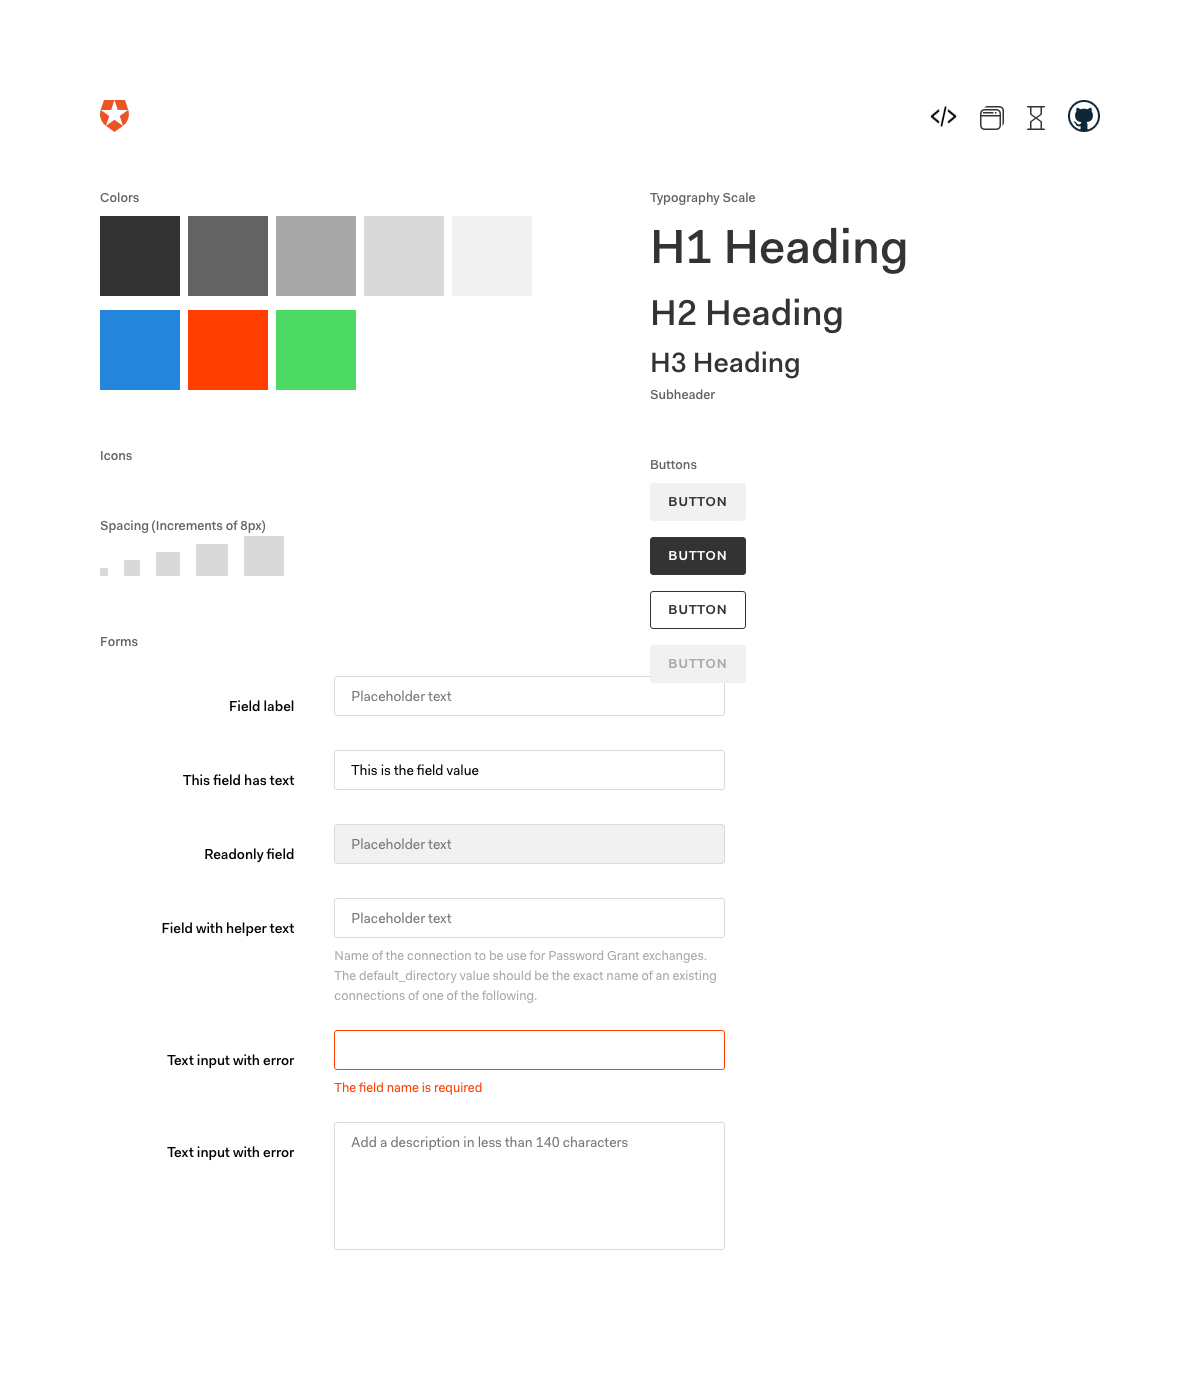 Colors
Typography Scale
H1 Heading
H2 Heading
H3 Heading
Subheader
Icons
Buttons
BUTTON
BUTTON
BUTTON
BUTTON
Spacing (Increments of 8px)
Forms
Field label
Placeholder text
This field has text
This is the field value
Readonly field
Placeholder text
Field with helper text
Placeholder text
Name of the connection to be use for Password Grant exchanges.
The default_directory value should be the exact name of an existing
connections of one of the following.
Text input with error
The field name is required
Text input with error
Add a description in less than 140 characters